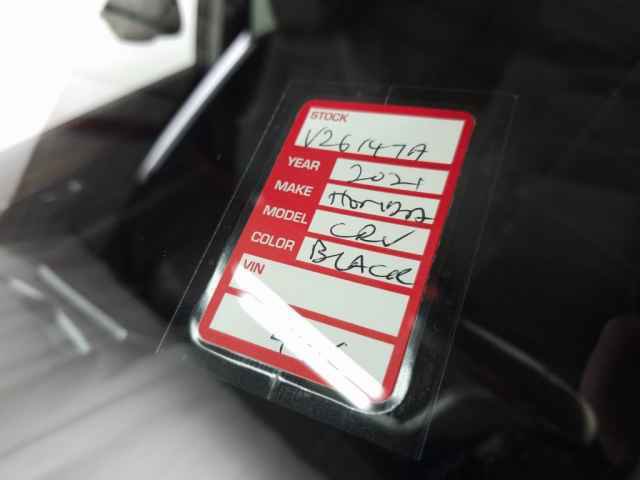 STOCK
V26147A
YEAR 2021
MAKE HONDA
MODEL CRV
COLOR BLACK
VIN